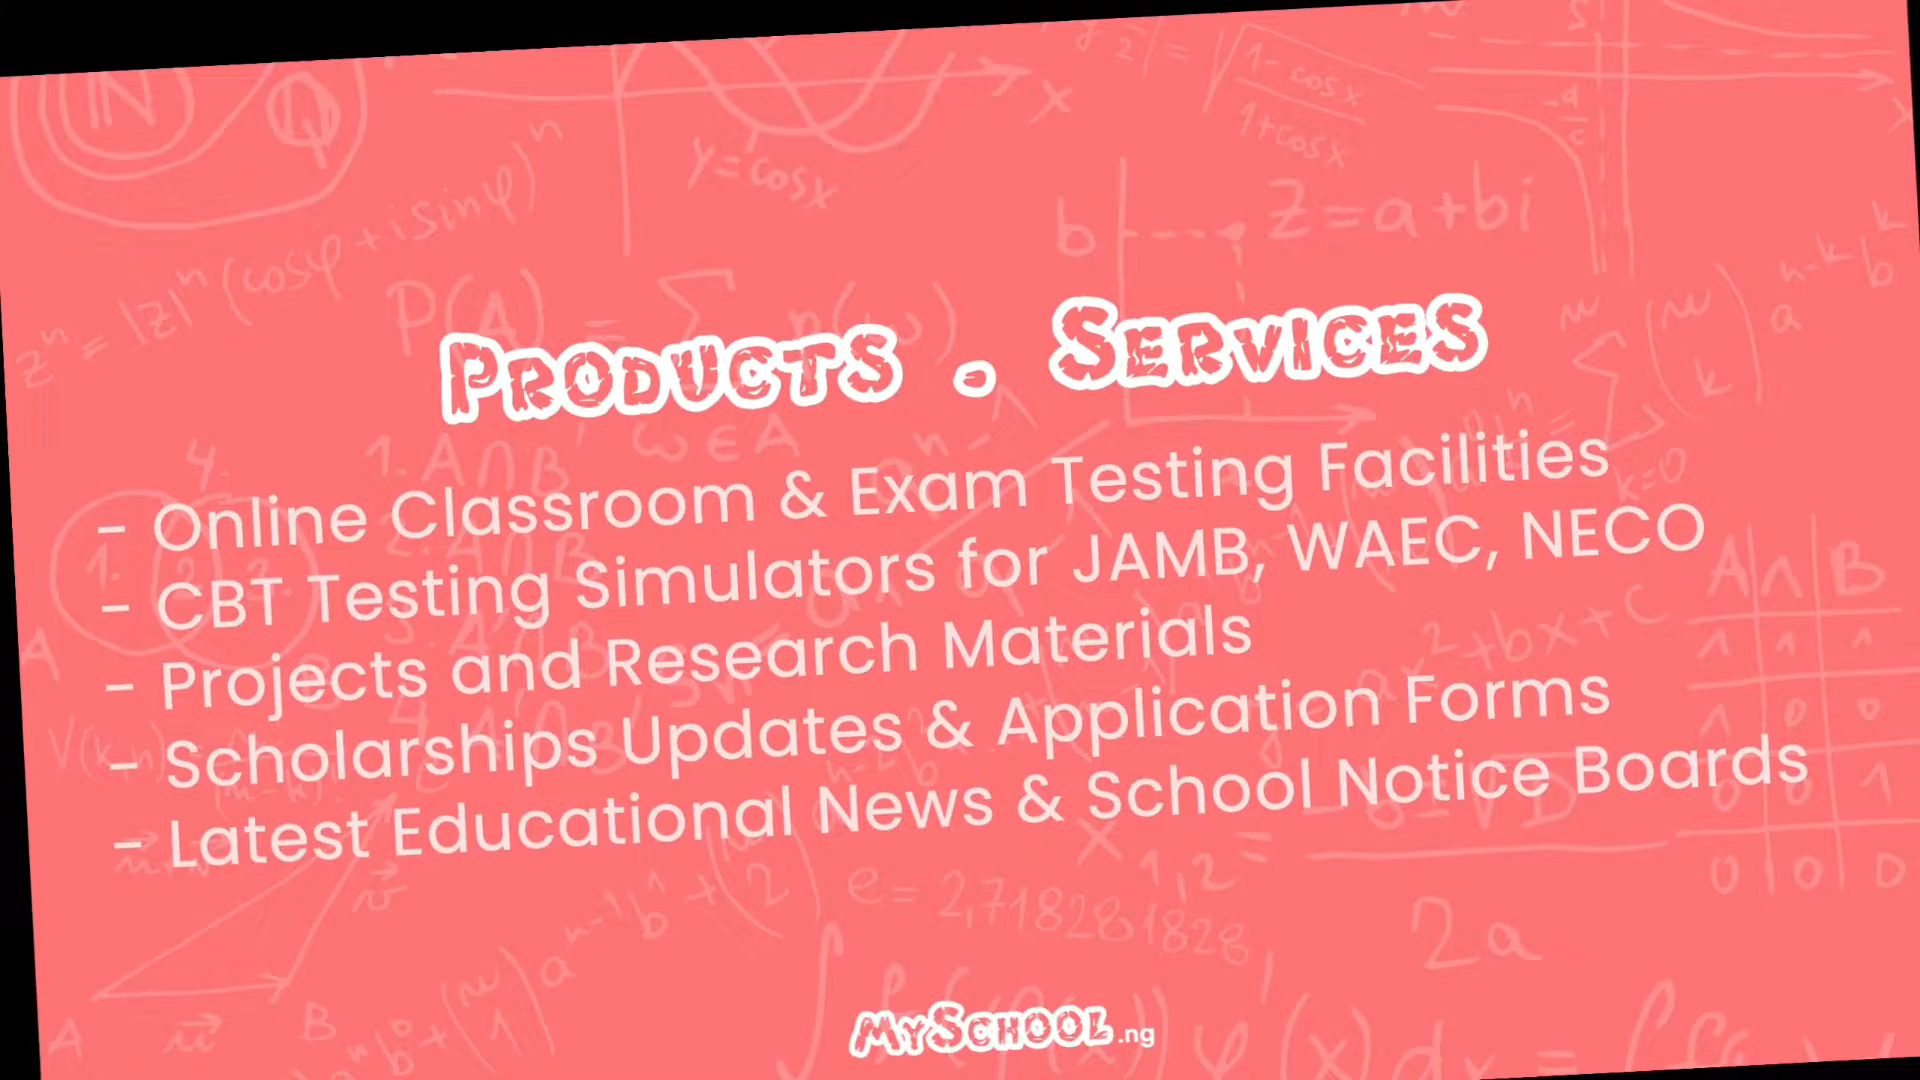 Products . Services
- Online Classroom & Exam Testing Facilities
- CBT Testing Simulators for JAMB, WAEC, NECO
- Projects and Research Materials
- Scholarships Updates & Application Forms
- Latest Educational News & School Notice Boards
MySchool.ng